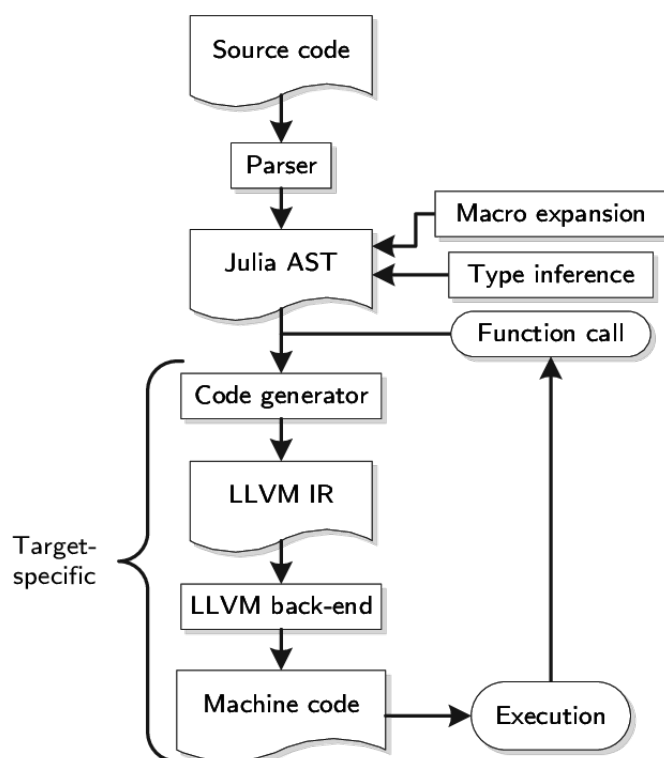 Source code
Parser
Macro expansion
Julia AST
Type inference
Function call
Code generator
LLVM IR
Target-
specific
LLVM back-end
Machine code
Execution